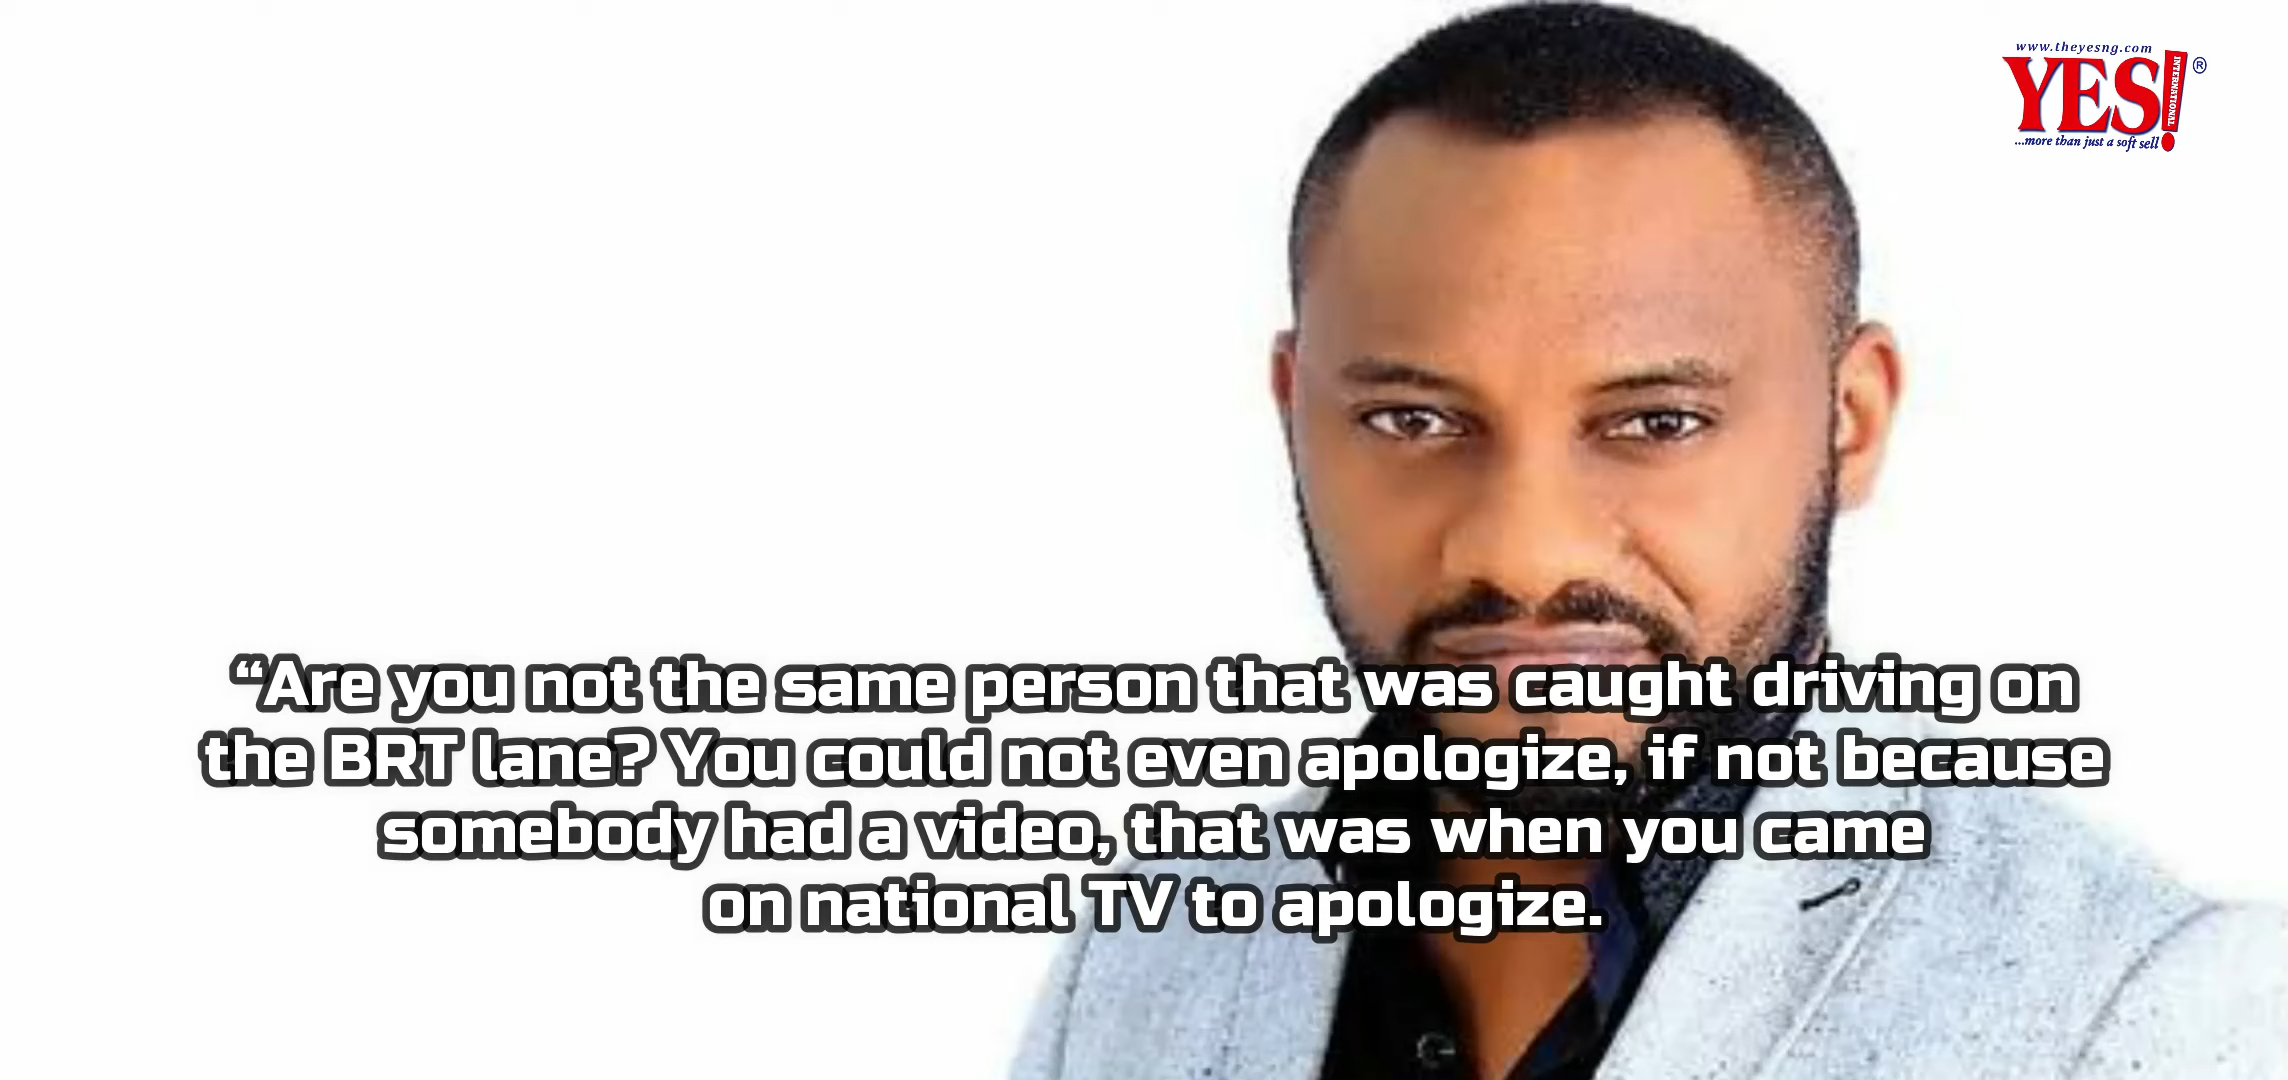 www.theyesng.com
YES! INTERNATIONAL ®
...more than just a soft sell
“Are you not the same person that was caught driving on
the BRT lane? You could not even apologize, if not because
somebody had a video, that was when you came
on national TV to apologize.